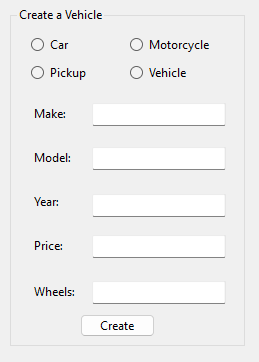 Create a Vehicle
Car Motorcycle
Pickup Vehicle
Make:
Model:
Year:
Price:
Wheels:
Create